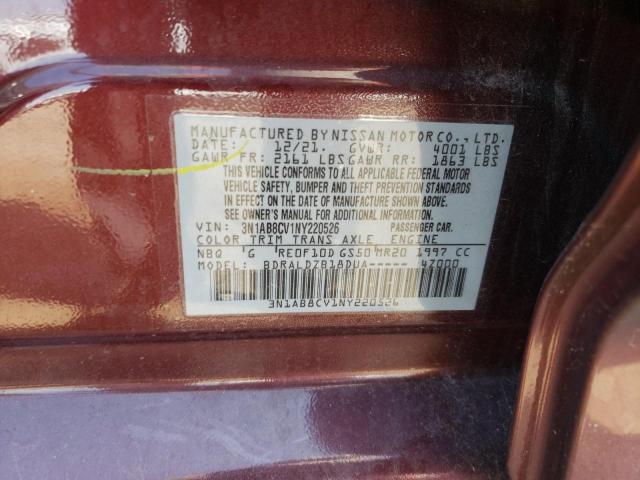 MANUFACTURED BY NISSAN MOTOR CO., LTD.
DATE: 12/21. GVWR: 4001 LBS
GAWR FR: 2161 LBS GAWR RR: 1863 LBS
THIS VEHICLE CONFORMS TO ALL APPLICABLE FEDERAL MOTOR
VEHICLE SAFETY, BUMPER AND THEFT PREVENTION STANDARDS
IN EFFECT ON THE DATE OF MANUFACTURE SHOWN ABOVE.
SEE OWNER'S MANUAL FOR ADDITIONAL INFORMATION.
VIN: 3N1AB8CV1NY220526 PASSENGER CAR.
COLOR TRIM TRANS AXLE ENGINE
NBQ G RE0F10D GS50 MR20 1997 CC
MODEL: BDRALDZB18DUA----- 4Z000
3N1AB8CV1NY220526